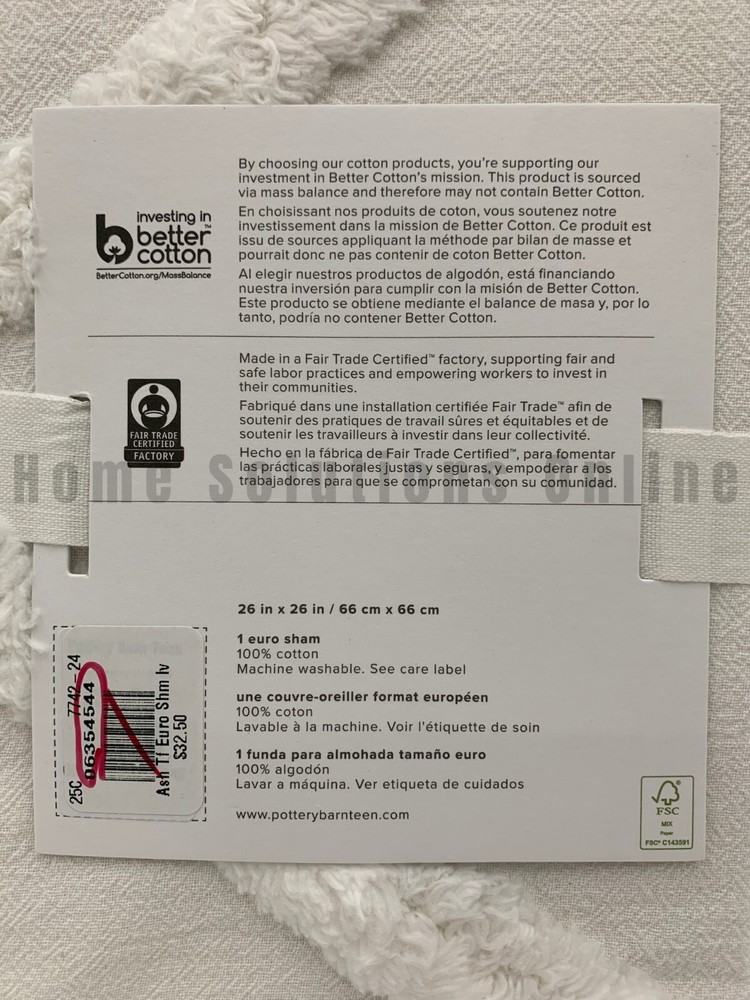 By choosing our cotton products, you're supporting our
investment in Better Cotton's mission. This product is sourced
via mass balance and therefore may not contain Better Cotton.
investing in
better™
cotton
BetterCotton.org/MassBalance
En choisissant nos produits de coton, vous soutenez notre
investissement dans la mission de Better Cotton. Ce produit est
issu de sources appliquant la méthode par bilan de masse et
pourrait donc ne pas contenir de coton Better Cotton.
Al elegir nuestros productos de algodón, está financiando
nuestra inversión para cumplir con la misión de Better Cotton.
Este producto se obtiene mediante el balance de masa y, por lo
tanto, podría no contener Better Cotton.
Made in a Fair Trade Certified™ factory, supporting fair and
safe labor practices and empowering workers to invest in
their communities.
FAIR TRADE
CERTIFIED
FACTORY
Fabriqué dans une installation certifiée Fair Trade™ afin de
soutenir des pratiques de travail sûres et équitables et de
soutenir les travailleurs à investir dans leur collectivité.
Hecho en la fábrica de Fair Trade Certified™, para fomentar
las prácticas laborales justas y seguras, y empoderar a los
trabajadores para que se comprometan con su comunidad.
Home Solutions Online
26 in x 26 in / 66 cm x 66 cm
1 euro sham
100% cotton
Machine washable. See care label
une couvre-oreiller format européen
100% coton
Lavable à la machine. Voir l'étiquette de soin
1 funda para almohada tamaño euro
100% algodón
Lavar a máquina. Ver etiqueta de cuidados
www.potterybarnteen.com
25C 7742-24
06354544
Ash Tf Euro Shm Iv
$32.50
FSC
MIX
Paper
FSC® C143591